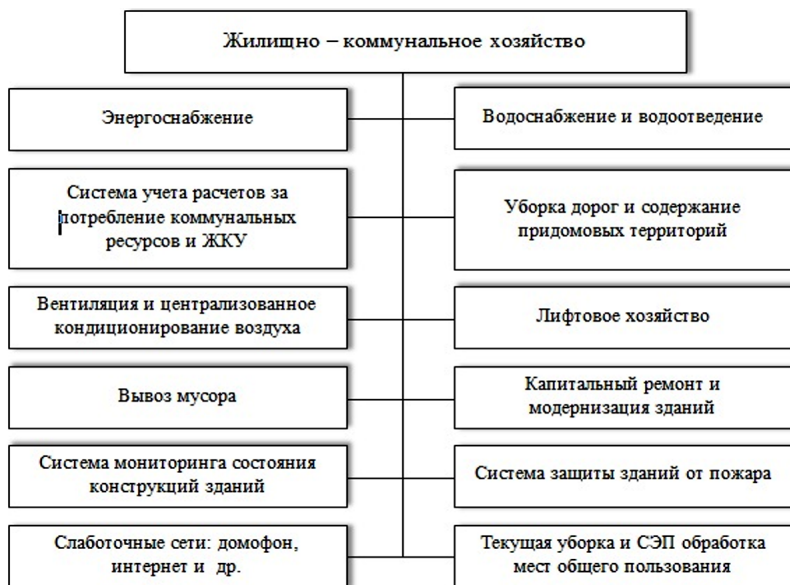 Жилищно – коммунальное хозяйство
Энергоснабжение
Водоснабжение и водоотведение
Система учета расчетов за
потребление коммунальных
ресурсов и ЖКУ
Уборка дорог и содержание
придомовых территорий
Вентиляция и централизованное
кондиционирование воздуха
Лифтовое хозяйство
Вывоз мусора
Капитальный ремонт и
модернизация зданий
Система мониторинга состояния
конструкций зданий
Система защиты зданий от пожара
Слаботочные сети: домофон,
интернет и др.
Текущая уборка и СЭП обработка
мест общего пользования